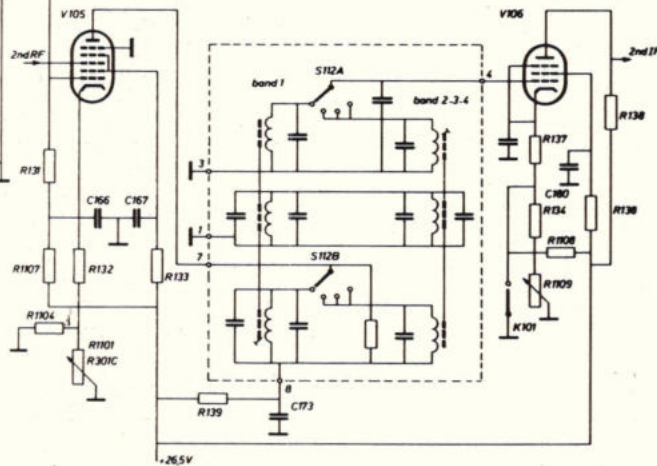 V105
V106
2nd RF
2nd IF
S112A
band 1
band 2-3-4
4
R138
R137
R131
C166
C167
3
C180
R134
R138
1
S112B
R1108
7
R1107
R132
R133
R1109
R1104
K101
R1101
R301C
8
R139
C173
+26,5V